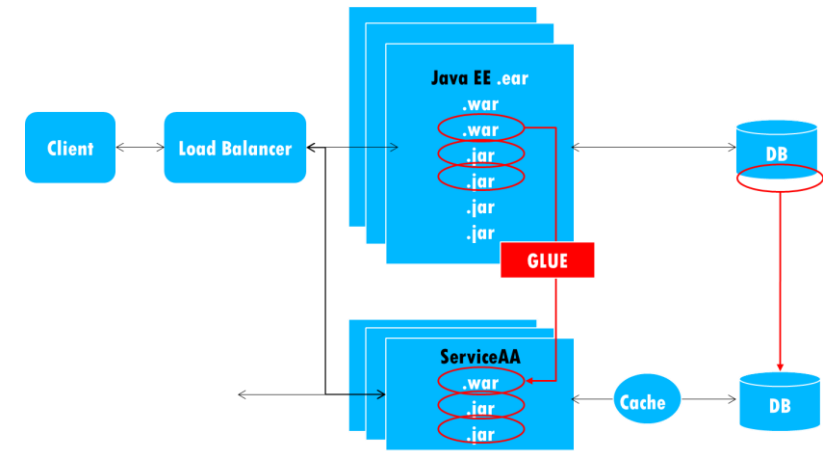 Java EE .ear
.war
.war
.jar
.jar
.jar
.jar
Client
Load Balancer
DB
GLUE
ServiceAA
.war
.jar
.jar
Cache
DB